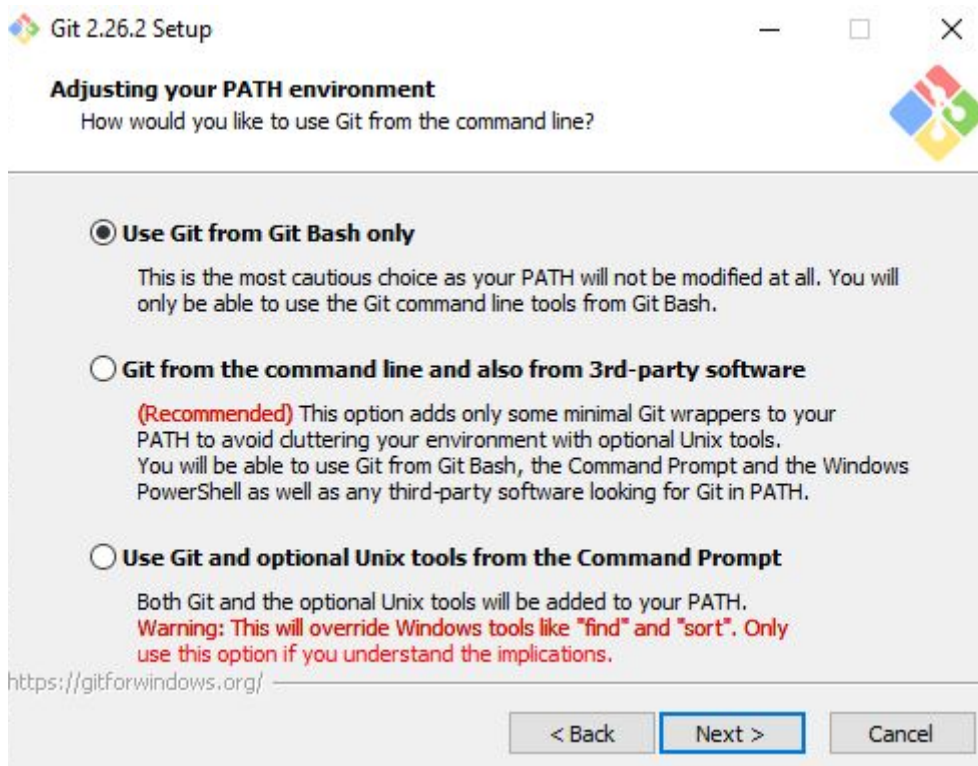 Git 2.26.2 Setup
Adjusting your PATH environment
How would you like to use Git from the command line?
Use Git from Git Bash only
This is the most cautious choice as your PATH will not be modified at all. You will
only be able to use the Git command line tools from Git Bash.
Git from the command line and also from 3rd-party software
(Recommended) This option adds only some minimal Git wrappers to your
PATH to avoid cluttering your environment with optional Unix tools.
You will be able to use Git from Git Bash, the Command Prompt and the Windows
PowerShell as well as any third-party software looking for Git in PATH.
Use Git and optional Unix tools from the Command Prompt
Both Git and the optional Unix tools will be added to your PATH.
Warning: This will override Windows tools like "find" and "sort". Only
use this option if you understand the implications.
https://gitforwindows.org/
< Back
Next >
Cancel